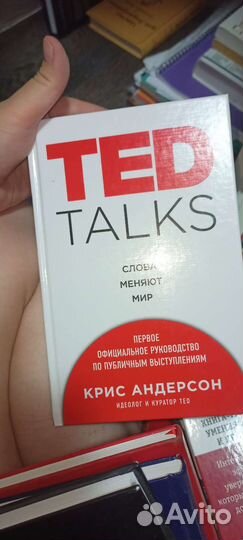 TED
TALKS
СЛОВА
МЕНЯЮТ
МИР
ПЕРВОЕ
ОФИЦИАЛЬНОЕ РУКОВОДСТВО
ПО ПУБЛИЧНЫМ ВЫСТУПЛЕНИЯМ
КРИС АНДЕРСОН
ИДЕОЛОГ И КУРАТОР TED
Avito